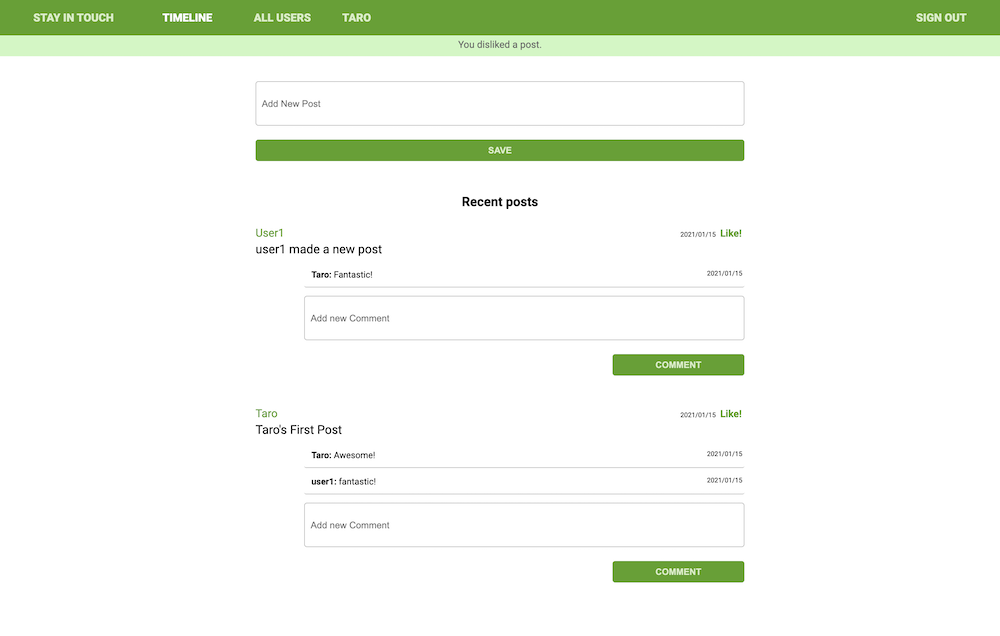 STAY IN TOUCH TIMELINE ALL USERS TARO SIGN OUT
You disliked a post.
Add New Post
SAVE
Recent posts
User1 2021/01/15 Like!
user1 made a new post
Taro: Fantastic! 2021/01/15
Add new Comment
COMMENT
Taro 2021/01/15 Like!
Taro's First Post
Taro: Awesome! 2021/01/15
user1: fantastic! 2021/01/15
Add new Comment
COMMENT